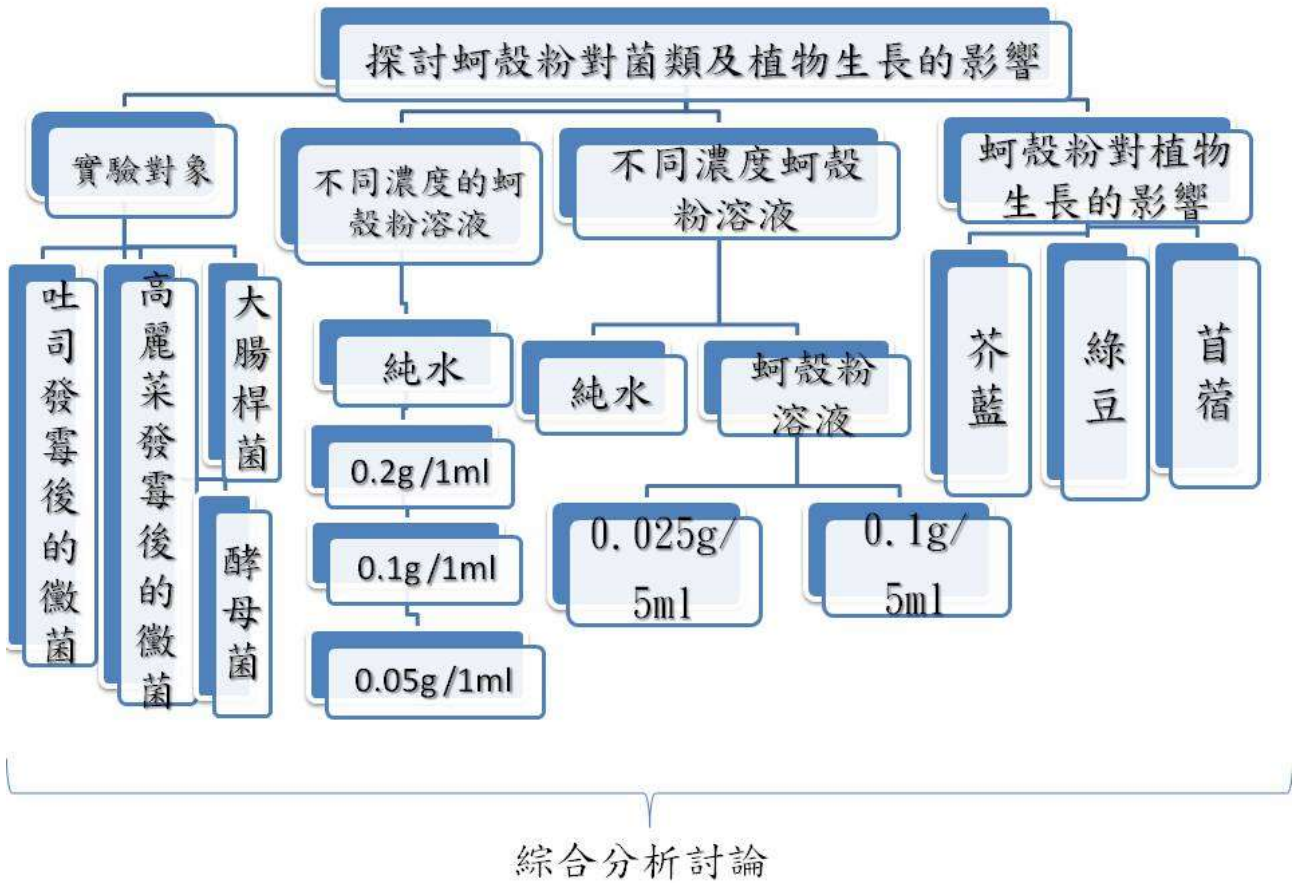 探討蚵殼粉對菌類及植物生長的影響
實驗對象
吐司發霉後的黴菌
高麗菜發霉後的黴菌
大腸桿菌
酵母菌
不同濃度的蚵
殼粉溶液
純水
0.2g/1ml
0.1g/1ml
0.05g/1ml
不同濃度蚵殼
粉溶液
純水
蚵殼粉
溶液
0.025g/
5ml
0.1g/
5ml
蚵殼粉對植物
生長的影響
芥藍
綠豆
苜蓿
綜合分析討論